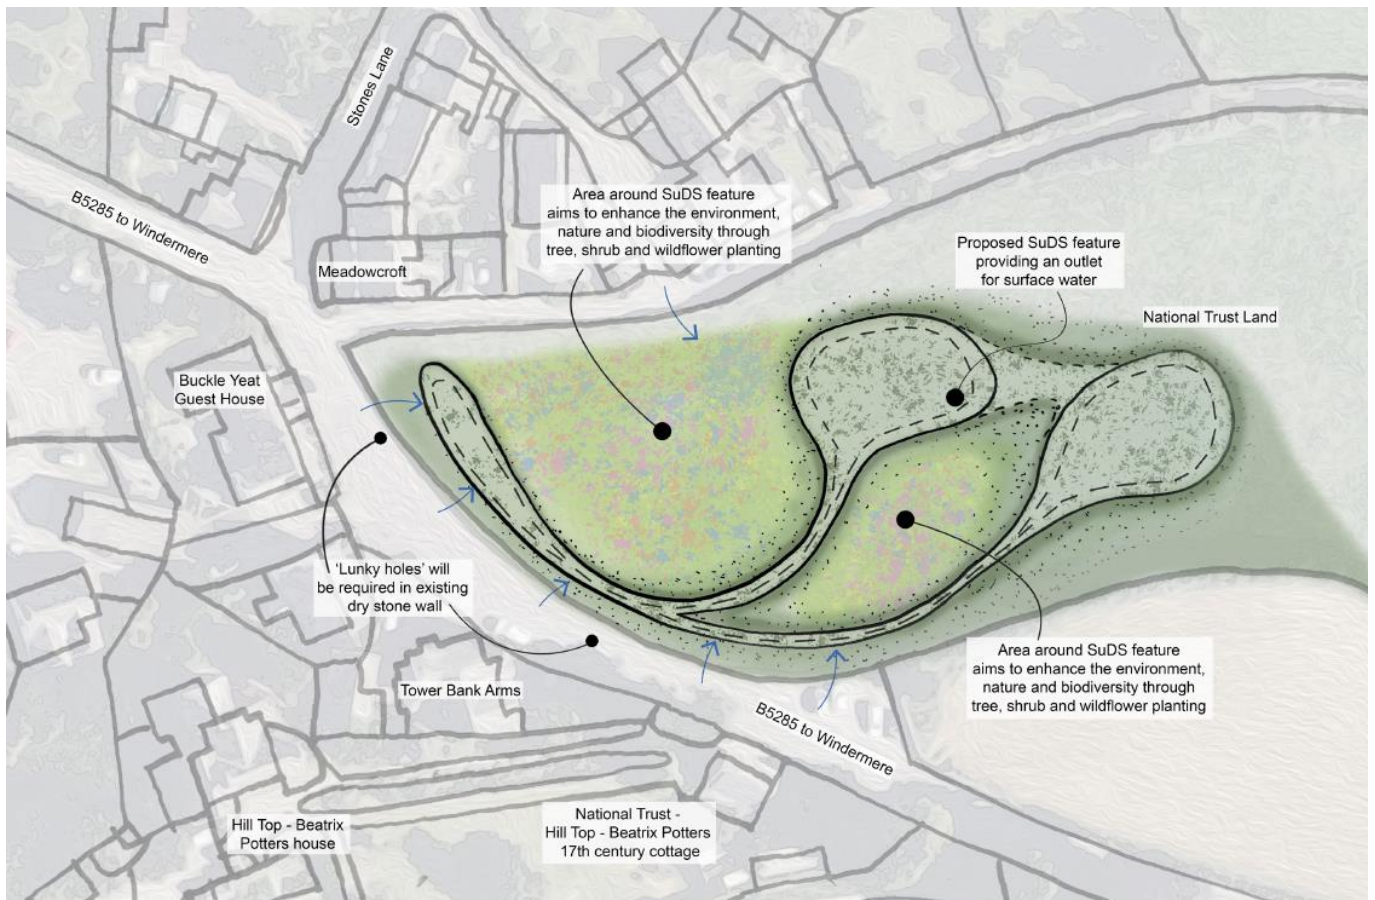 Stones Lane
B5285 to Windermere
Area around SuDS feature
aims to enhance the environment,
nature and biodiversity through
tree, shrub and wildflower planting
Proposed SuDS feature
providing an outlet
for surface water
Meadowcroft
National Trust Land
Buckle Yeat
Guest House
'Lunky holes' will
be required in existing
dry stone wall
Area around SuDS feature
aims to enhance the environment,
nature and biodiversity through
tree, shrub and wildflower planting
Tower Bank Arms
B5285 to Windermere
Hill Top - Beatrix
Potters house
National Trust -
Hill Top - Beatrix Potters
17th century cottage